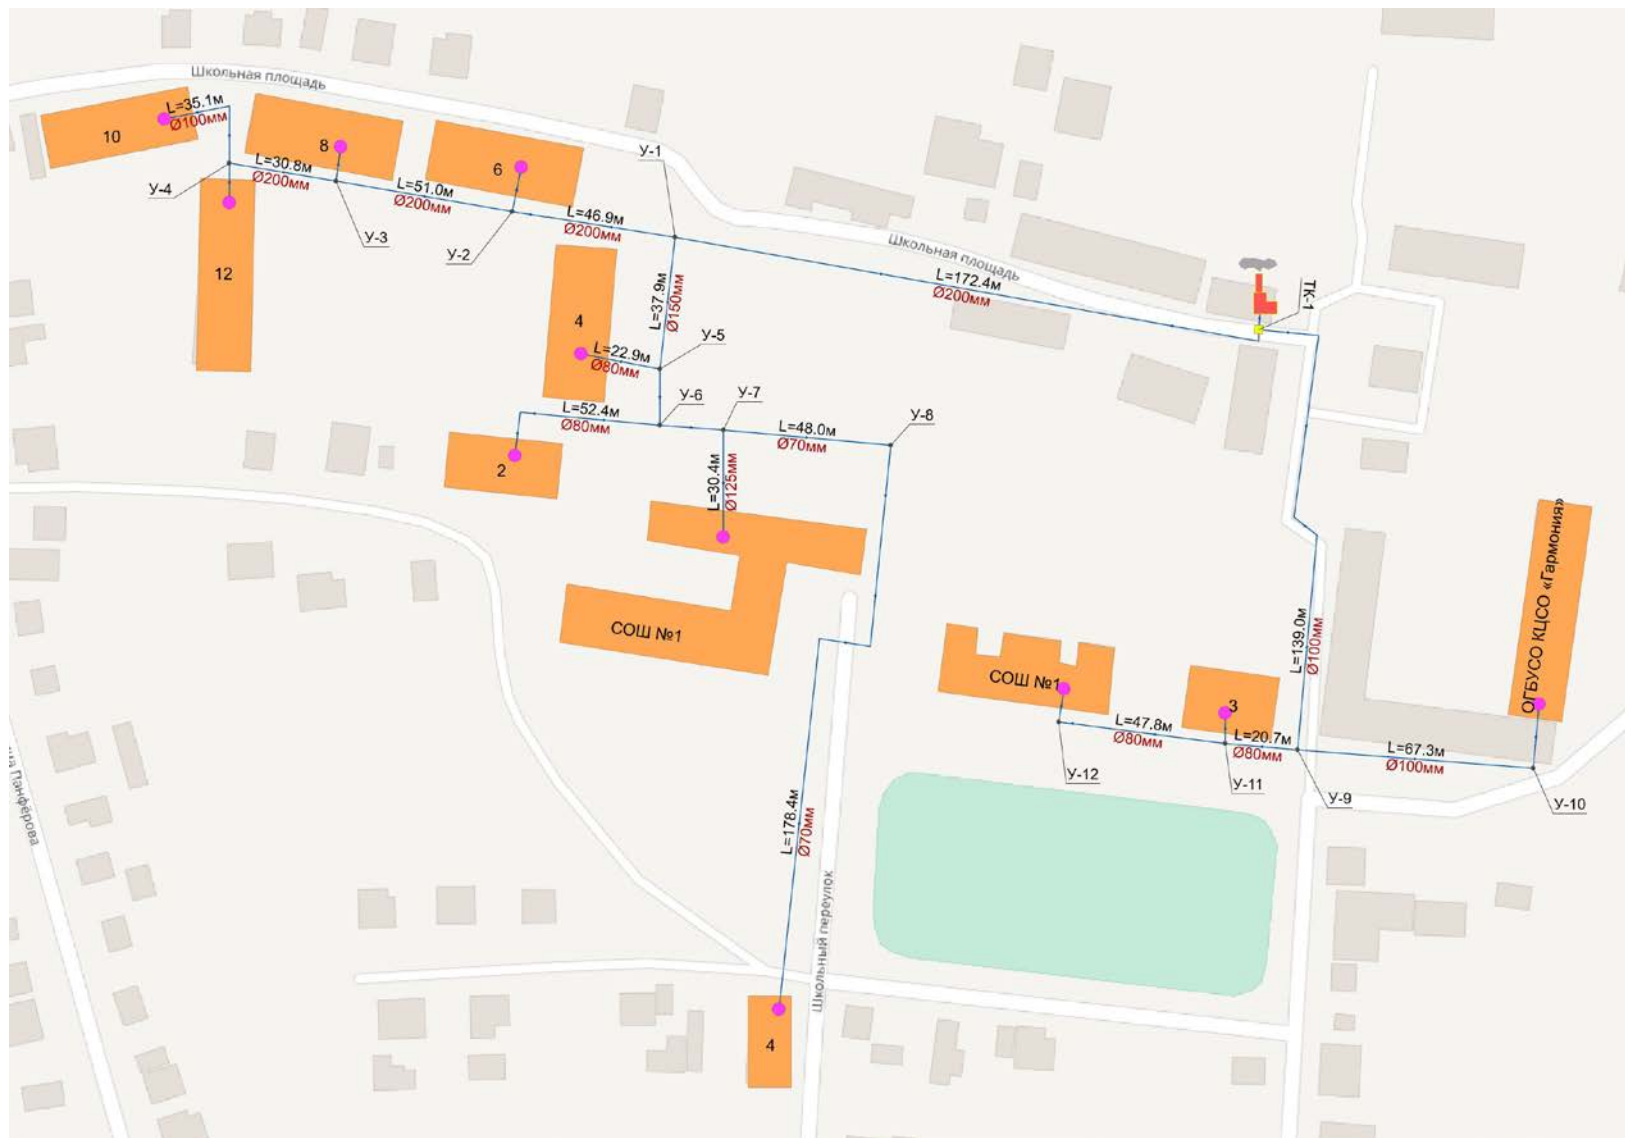 Школьная площадь
L=35.1м
Ø100мм
10
8
6
У-1
L=30.8м
Ø200мм
У-4
L=51.0м
Ø200мм
У-3
L=46.9м
Ø200мм
У-2
Школьная площадь
L=172.4м
Ø200мм
ТК-1
12
4
L=37.9м
Ø150мм
У-5
L=22.9м
Ø80мм
У-6
У-7
У-8
L=52.4м
Ø80мм
L=48.0м
Ø70мм
2
L=30.4м
Ø125мм
СОШ №1
ОГБУСО КЦСО «Гармония»
L=139.0м
Ø100мм
СОШ №1
3
L=47.8м
Ø80мм
L=20.7м
Ø80мм
L=67.3м
Ø100мм
У-12
У-11
У-9
У-10
L=178.4м
Ø70мм
Панфёрова
Школьный переулок
4